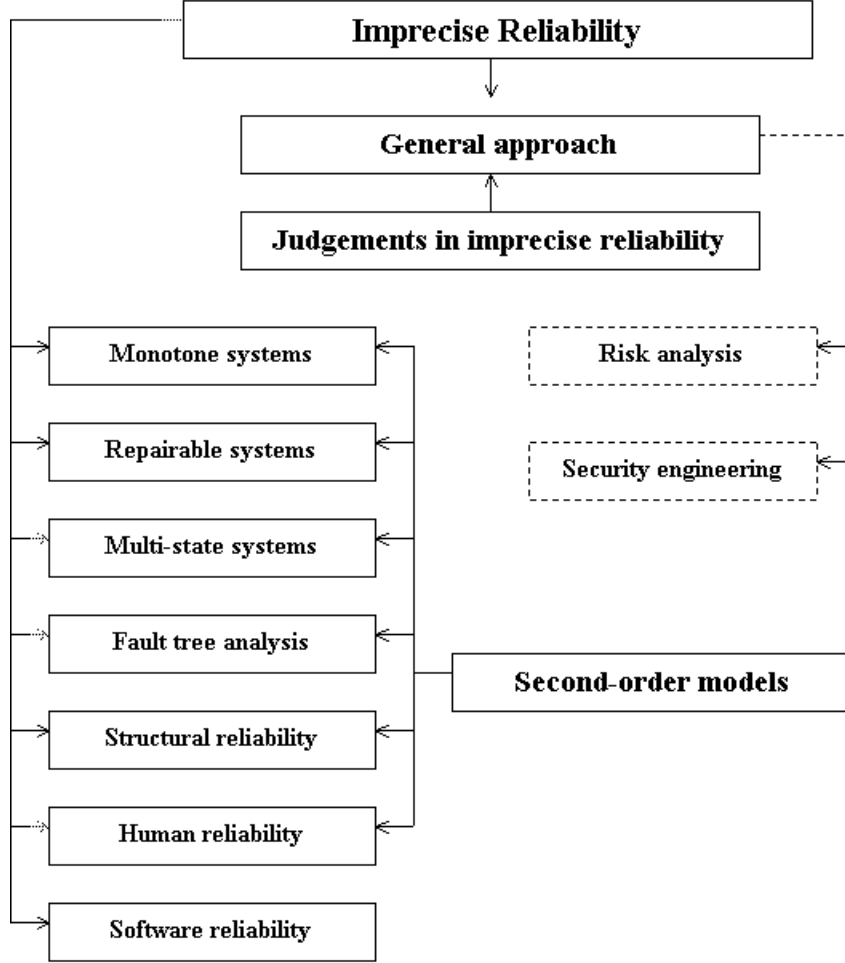 Imprecise Reliability
General approach
Judgements in imprecise reliability
Monotone systems
Risk analysis
Repairable systems
Security engineering
Multi-state systems
Fault tree analysis
Second-order models
Structural reliability
Human reliability
Software reliability